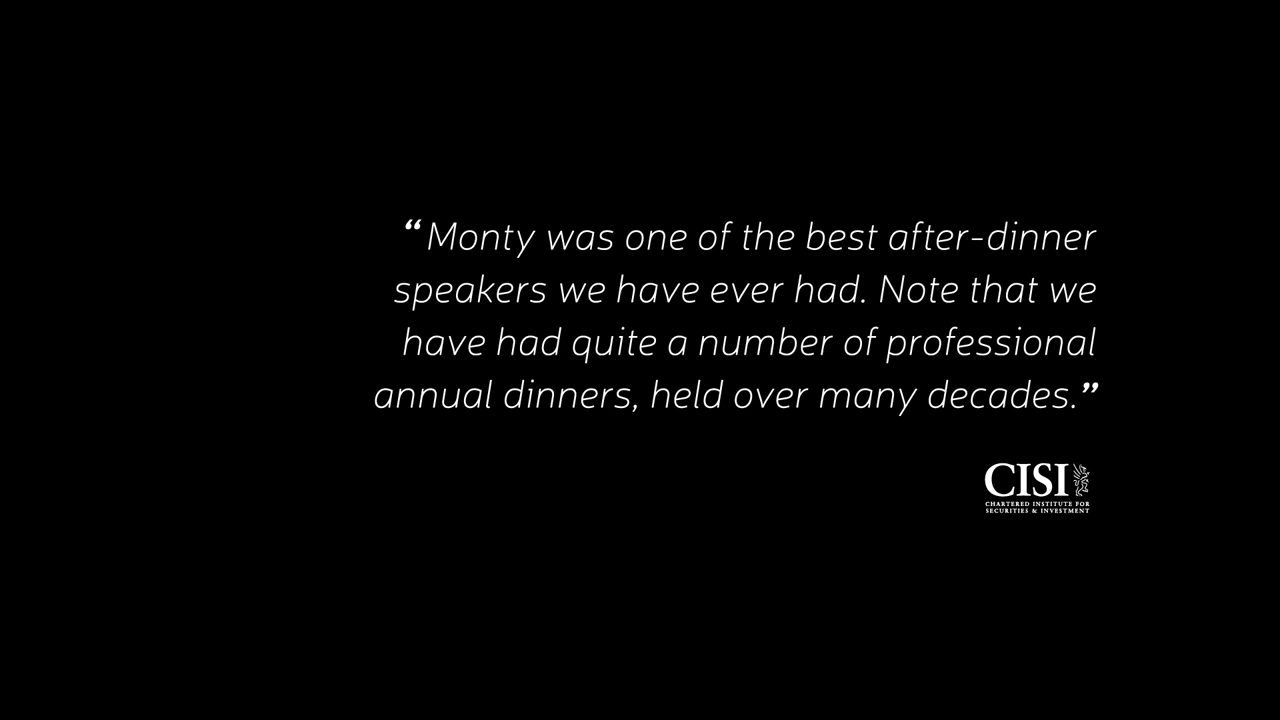 “Monty was one of the best after-dinner
speakers we have ever had. Note that we
have had quite a number of professional
annual dinners, held over many decades.”
CISI
CHARTERED INSTITUTE FOR
SECURITIES & INVESTMENT